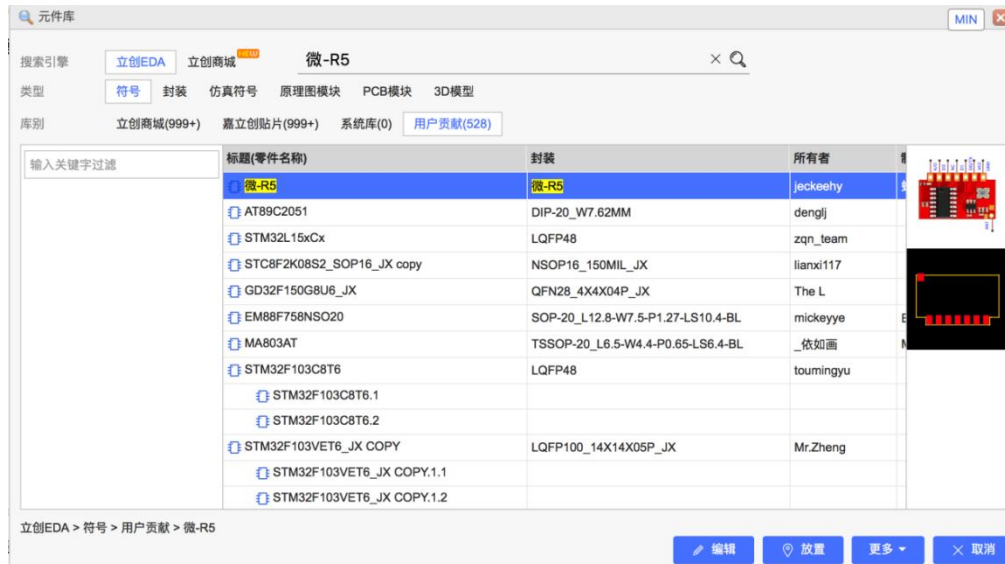 元件库 MIN
搜索引擎 立创EDA 立创商城 NEW 微-R5
类型 符号 封装 仿真符号 原理图模块 PCB模块 3D模型
库别 立创商城(999+) 嘉立创贴片(999+) 系统库(0) 用户贡献(528)
输入关键字过滤
标题(零件名称) 封装 所有者
微-R5 微-R5 jeckeehy
AT89C2051 DIP-20_W7.62MM denglj
STM32L15xCx LQFP48 zqn_team
STC8F2K08S2_SOP16_JX copy NSOP16_150MIL_JX lianxi117
GD32F150G8U6_JX QFN28_4X4X04P_JX The L
EM88F758NSO20 SOP-20_L12.8-W7.5-P1.27-LS10.4-BL mickeyye
MA803AT TSSOP-20_L6.5-W4.4-P0.65-LS6.4-BL _依如画
STM32F103C8T6 LQFP48 toumingyu
STM32F103C8T6.1
STM32F103C8T6.2
STM32F103VET6_JX COPY LQFP100_14X14X05P_JX Mr.Zheng
STM32F103VET6_JX COPY.1.1
STM32F103VET6_JX COPY.1.2
立创EDA > 符号 > 用户贡献 > 微-R5
编辑 放置 更多 取消